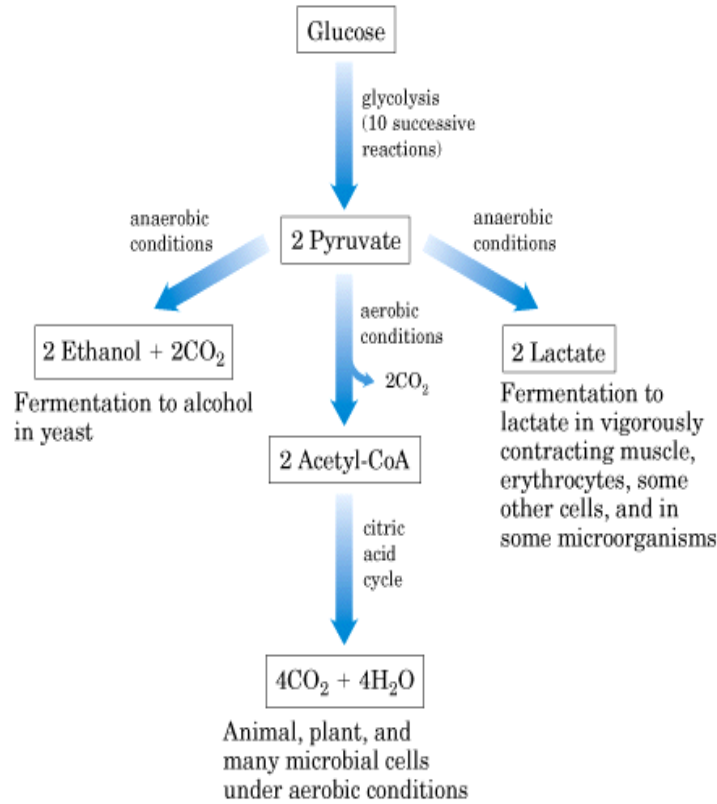 Glucose
glycolysis
(10 successive
reactions)
anaerobic
conditions
2 Pyruvate
anaerobic
conditions
2 Ethanol + 2CO₂
Fermentation to alcohol
in yeast
aerobic
conditions
2CO₂
2 Lactate
Fermentation to
lactate in vigorously
contracting muscle,
erythrocytes, some
other cells, and in
some microorganisms
2 Acetyl-CoA
citric
acid
cycle
4CO₂ + 4H₂O
Animal, plant, and
many microbial cells
under aerobic conditions